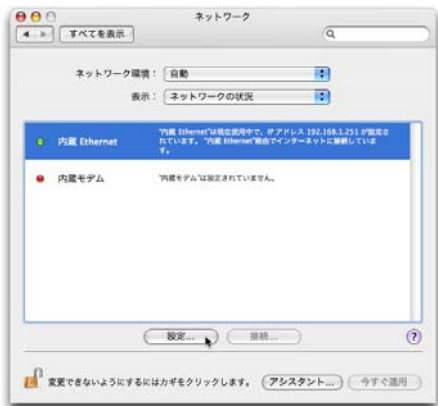 ネットワーク
すべてを表示
ネットワーク環境： 自動
表示： ネットワークの状況
内蔵 Ethernet
"内蔵 Ethernet"は現在使用中で、IP アドレス 192.168.1.251 が設定さ
れています。"内蔵 Ethernet"経由でインターネットに接続していま
す。
内蔵モデム
"内蔵モデム"は設定されていません。
設定...
接続...
?
変更できないようにするにはカギをクリックします。
アシスタント...
今すぐ適用